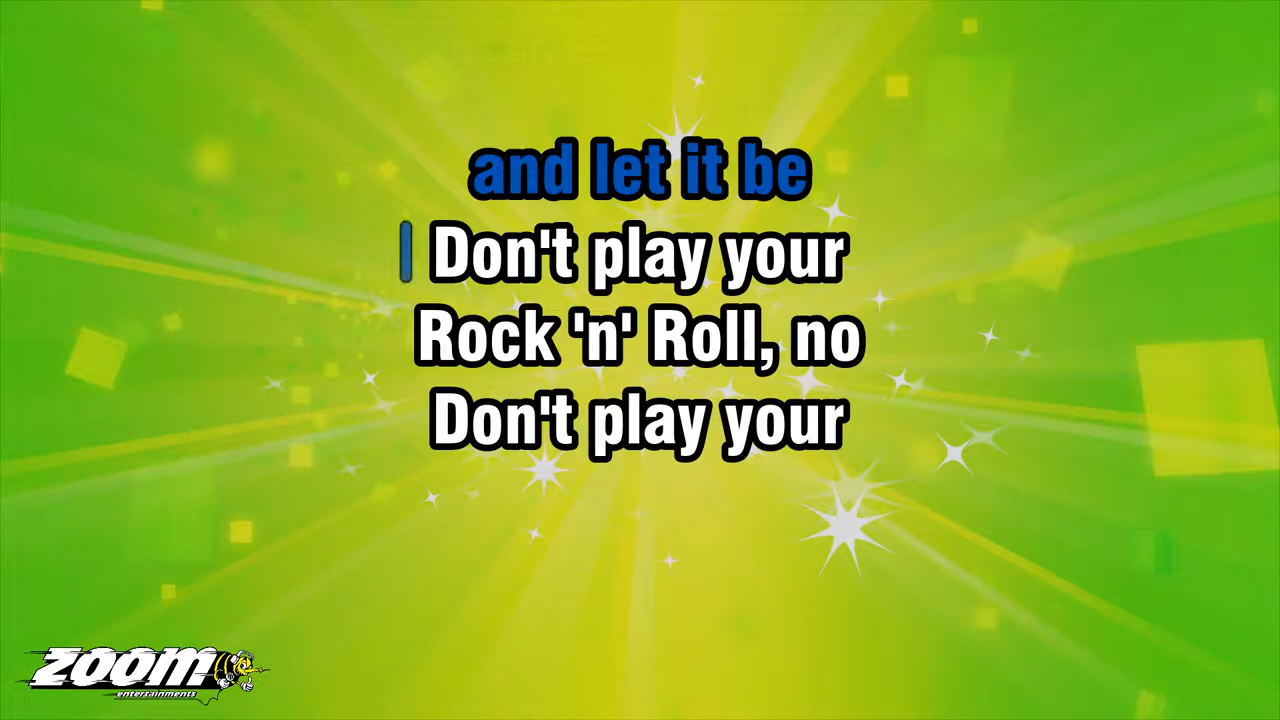 and let it be
Don't play your
Rock 'n' Roll, no
Don't play your
ZOOM
entertainments